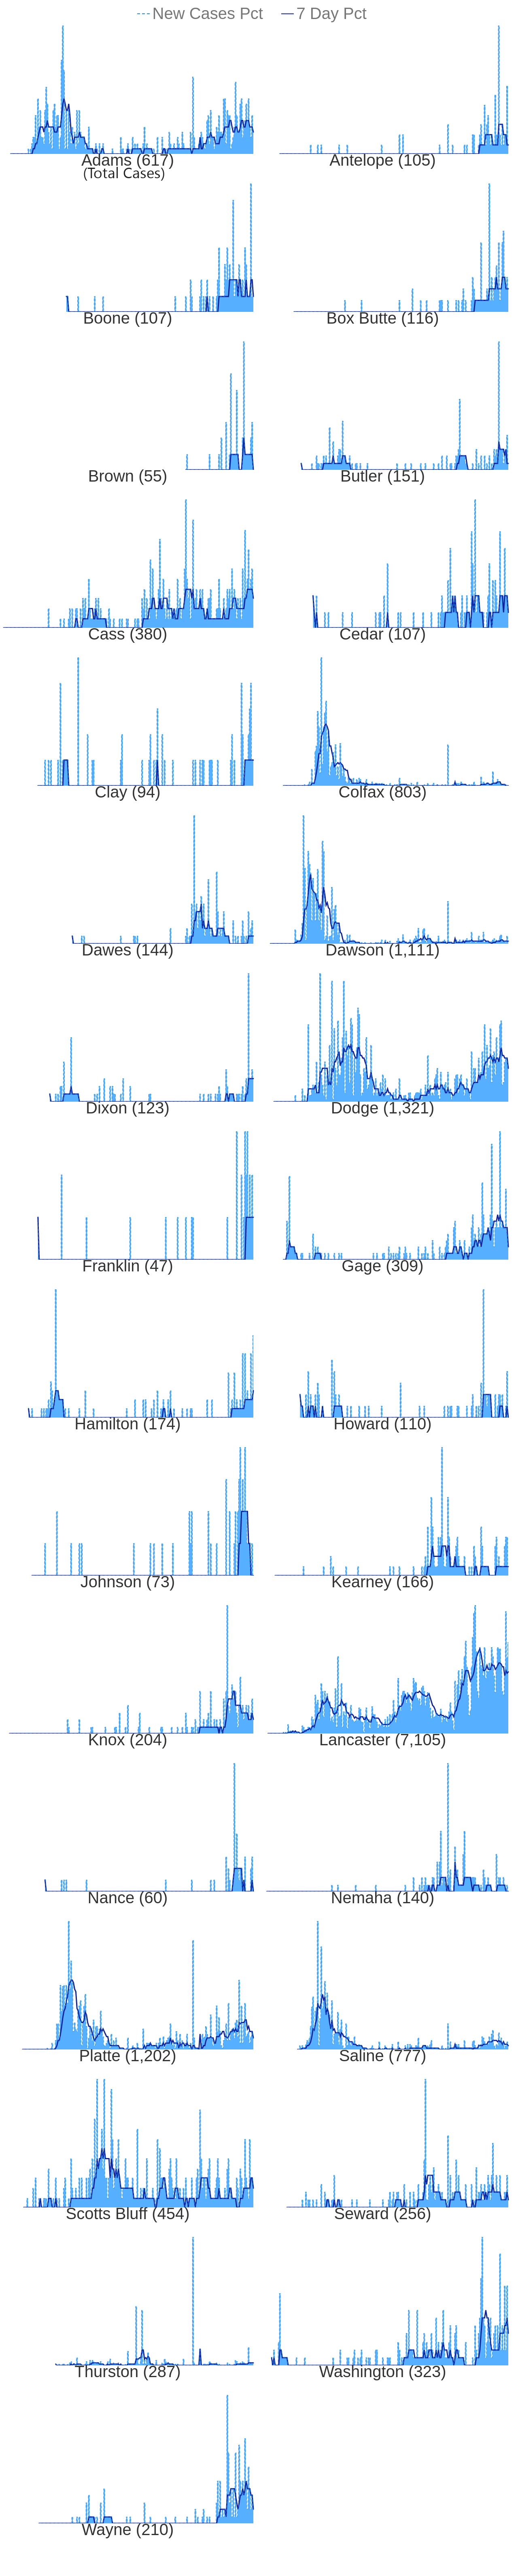 New Cases Pct 7 Day Pct
Adams (617) Antelope (105)
(Total Cases)
Boone (107) Box Butte (116)
Brown (55) Butler (151)
Cass (380) Cedar (107)
Clay (94) Colfax (803)
Dawes (144) Dawson (1,111)
Dixon (123) Dodge (1,321)
Franklin (47) Gage (309)
Hamilton (174) Howard (110)
Johnson (73) Kearney (166)
Knox (204) Lancaster (7,105)
Nance (60) Nemaha (140)
Platte (1,202) Saline (777)
Scotts Bluff (454) Seward (256)
Thurston (287) Washington (323)
Wayne (210)